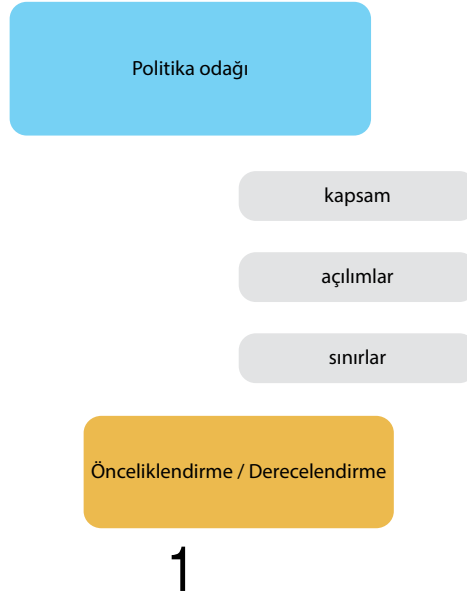 Politika odağı
kapsam
açılımlar
sınırlar
Önceliklendirme / Derecelendirme
1